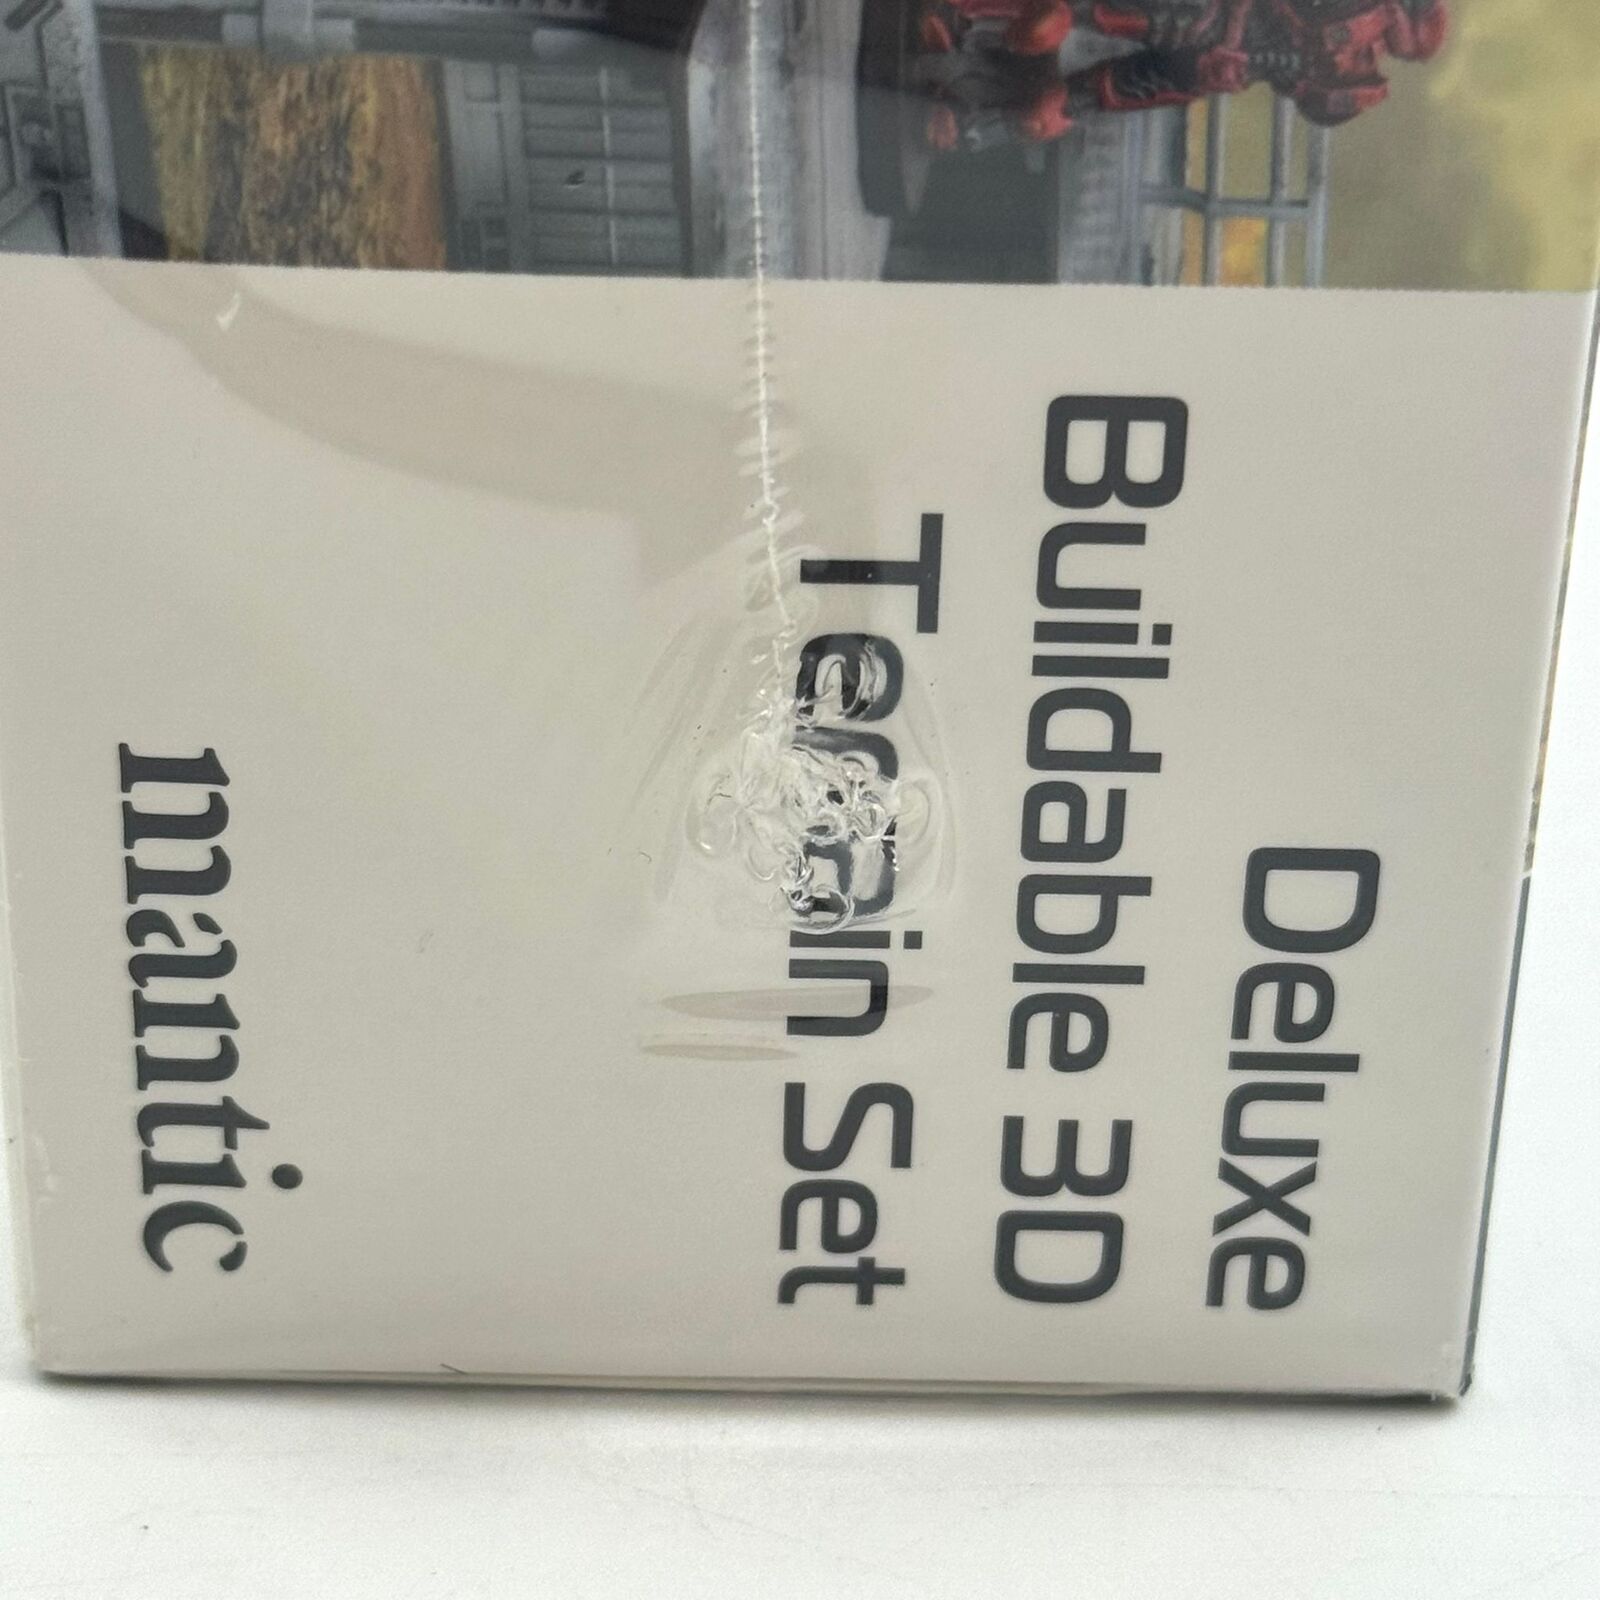 Deluxe
Buildable 3D
Terrain Set
mantic